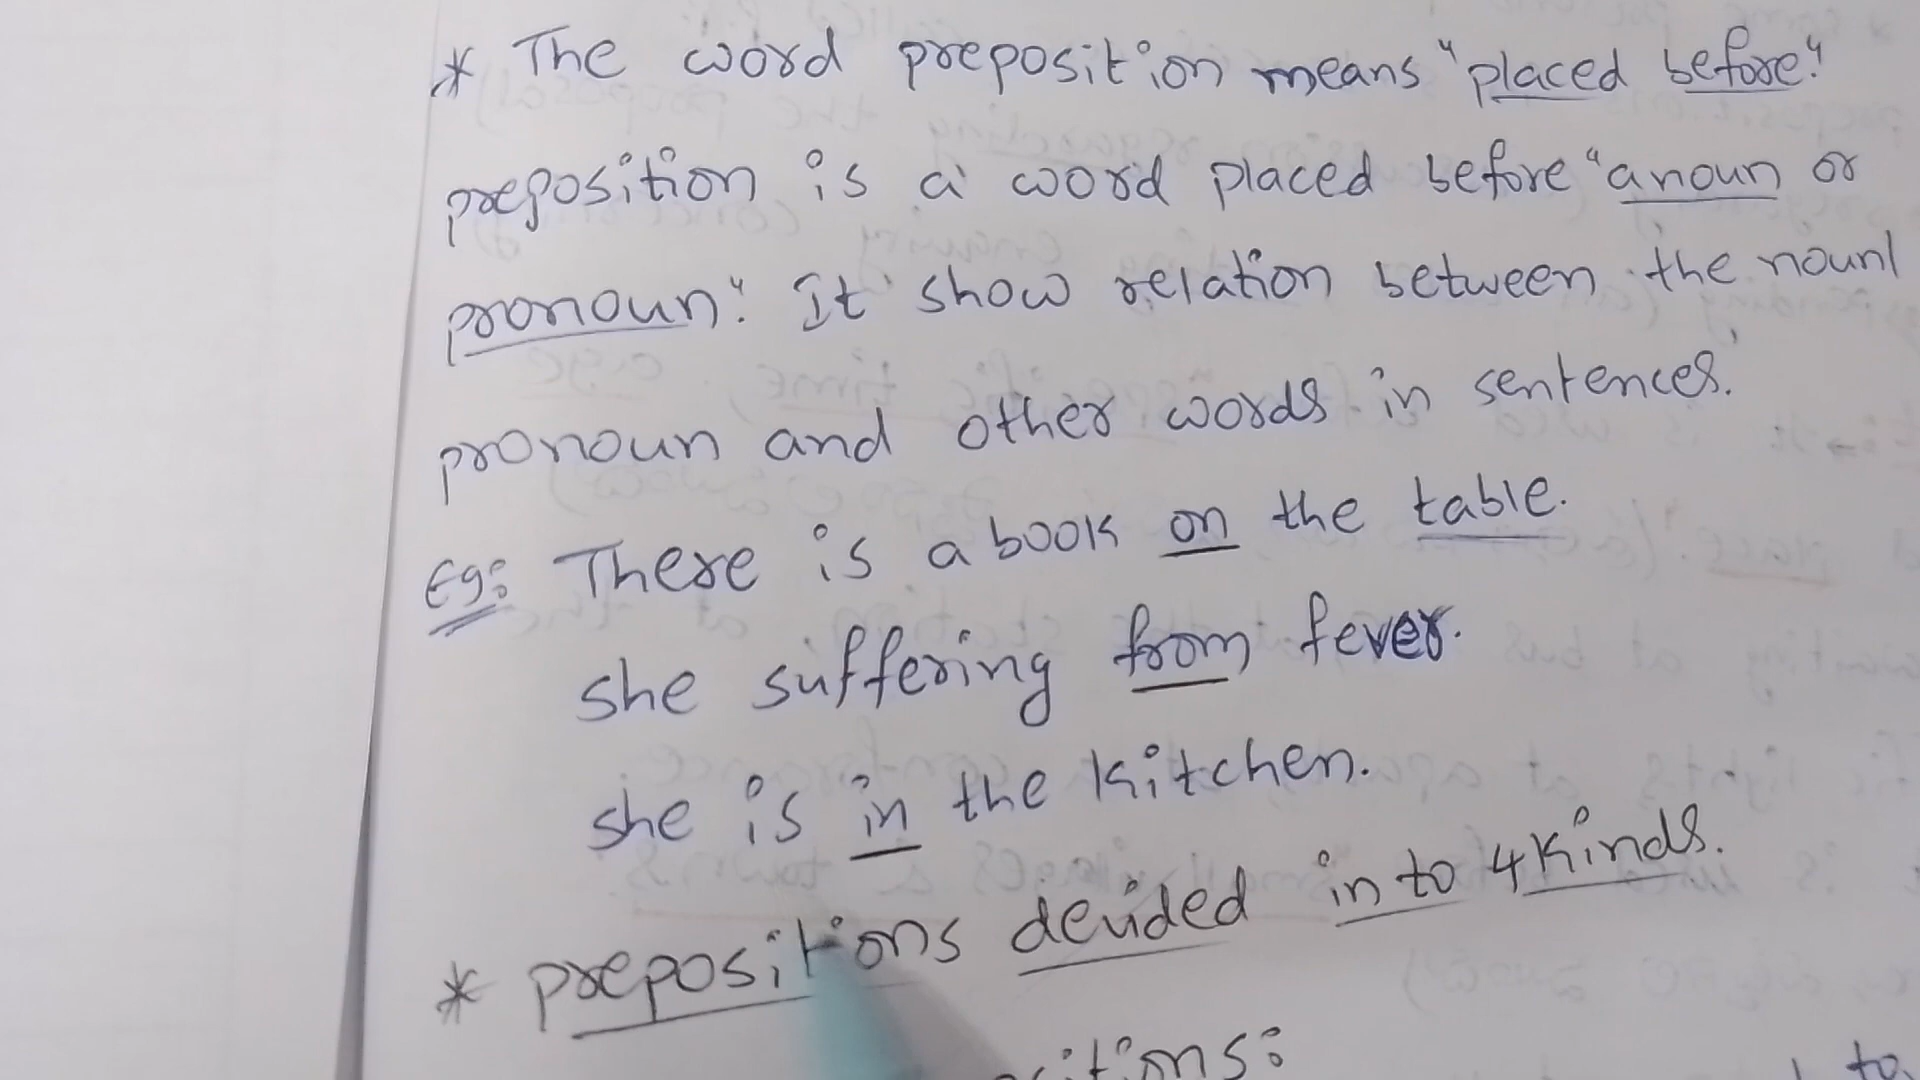 * The word preposition means "placed before."
preposition is a word placed before "a noun or
pronoun". It show relation between the noun/
pronoun and other words in sentences.
Eg: There is a book on the table.
she suffering from fever.
she is in the kitchen.
* prepositions devided in to 4 kinds.
to.